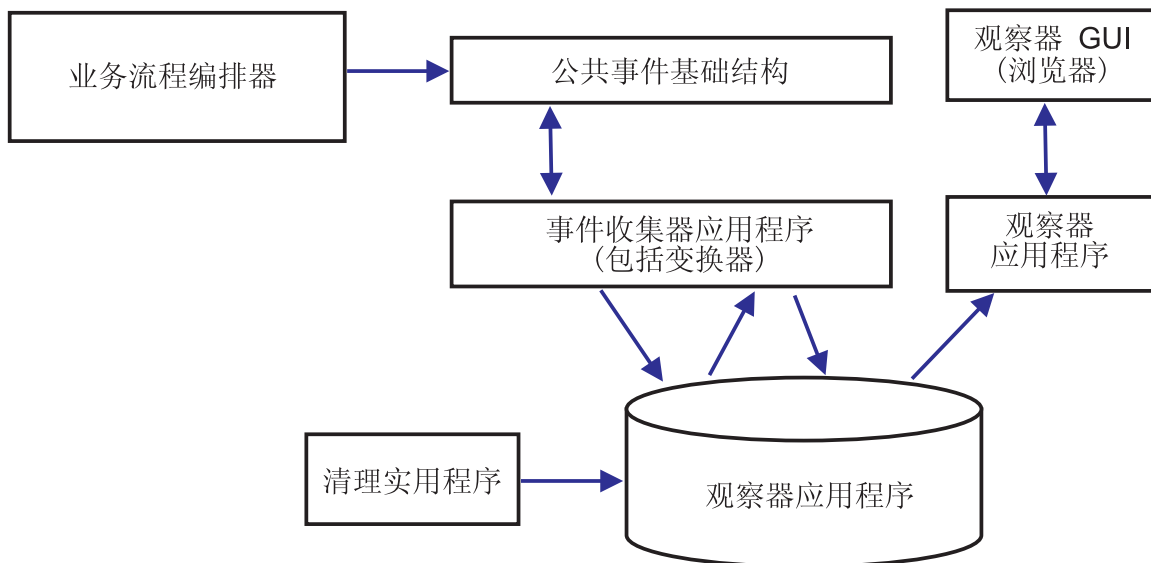 业务流程编排器
公共事件基础结构
观察器 GUI
（浏览器）
事件收集器应用程序
（包括变换器）
观察器
应用程序
清理实用程序
观察器应用程序